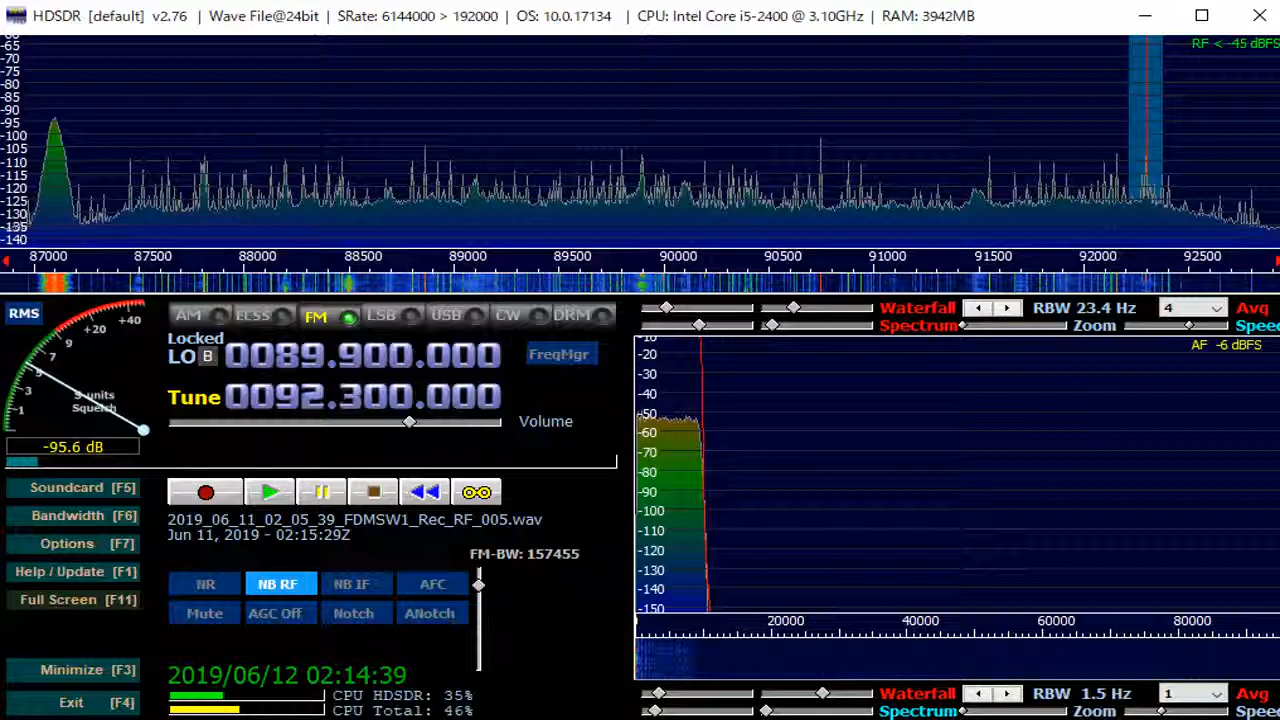 HDSDR [default] v2.76 | Wave File@24bit | SRate: 6144000 > 192000 | OS: 10.0.17134 | CPU: Intel Core i5-2400 @ 3.10GHz | RAM: 3942MB
RF < -45 dBFS
-65
-70
-75
-80
-85
-90
-95
-100
-105
-110
-115
-120
-125
-130
-135
-140
87000 87500 88000 88500 89000 89500 90000 90500 91000 91500 92000 92500
RMS
+20 +40
1 3 5 7 9
S-units
Squelch
-95.6 dB
AM ECSS FM LSB USB CW DRM
Locked
LO B 0089.900.000 FreqMgr
Tune 0092.300.000
Volume
Waterfall RBW 23.4 Hz 4 Avg
Spectrum Zoom Speed
AF -6 dBFS
-10
-20
-30
-40
-50
-60
-70
-80
-90
-100
-110
-120
-130
-140
-150
Soundcard [F5]
Bandwidth [F6]
Options [F7]
Help / Update [F1]
Full Screen [F11]
Minimize [F3]
Exit [F4]
2019_06_11_02_05_39_FDMSW1_Rec_RF_005.wav
Jun 11, 2019 - 02:15:29Z
FM-BW: 157455
NR NB RF NB IF AFC
Mute AGC Off Notch ANotch
2019/06/12 02:14:39
CPU HDSDR: 35%
CPU Total: 46%
20000 40000 60000 80000
Waterfall RBW 1.5 Hz 1 Avg
Spectrum Zoom Speed